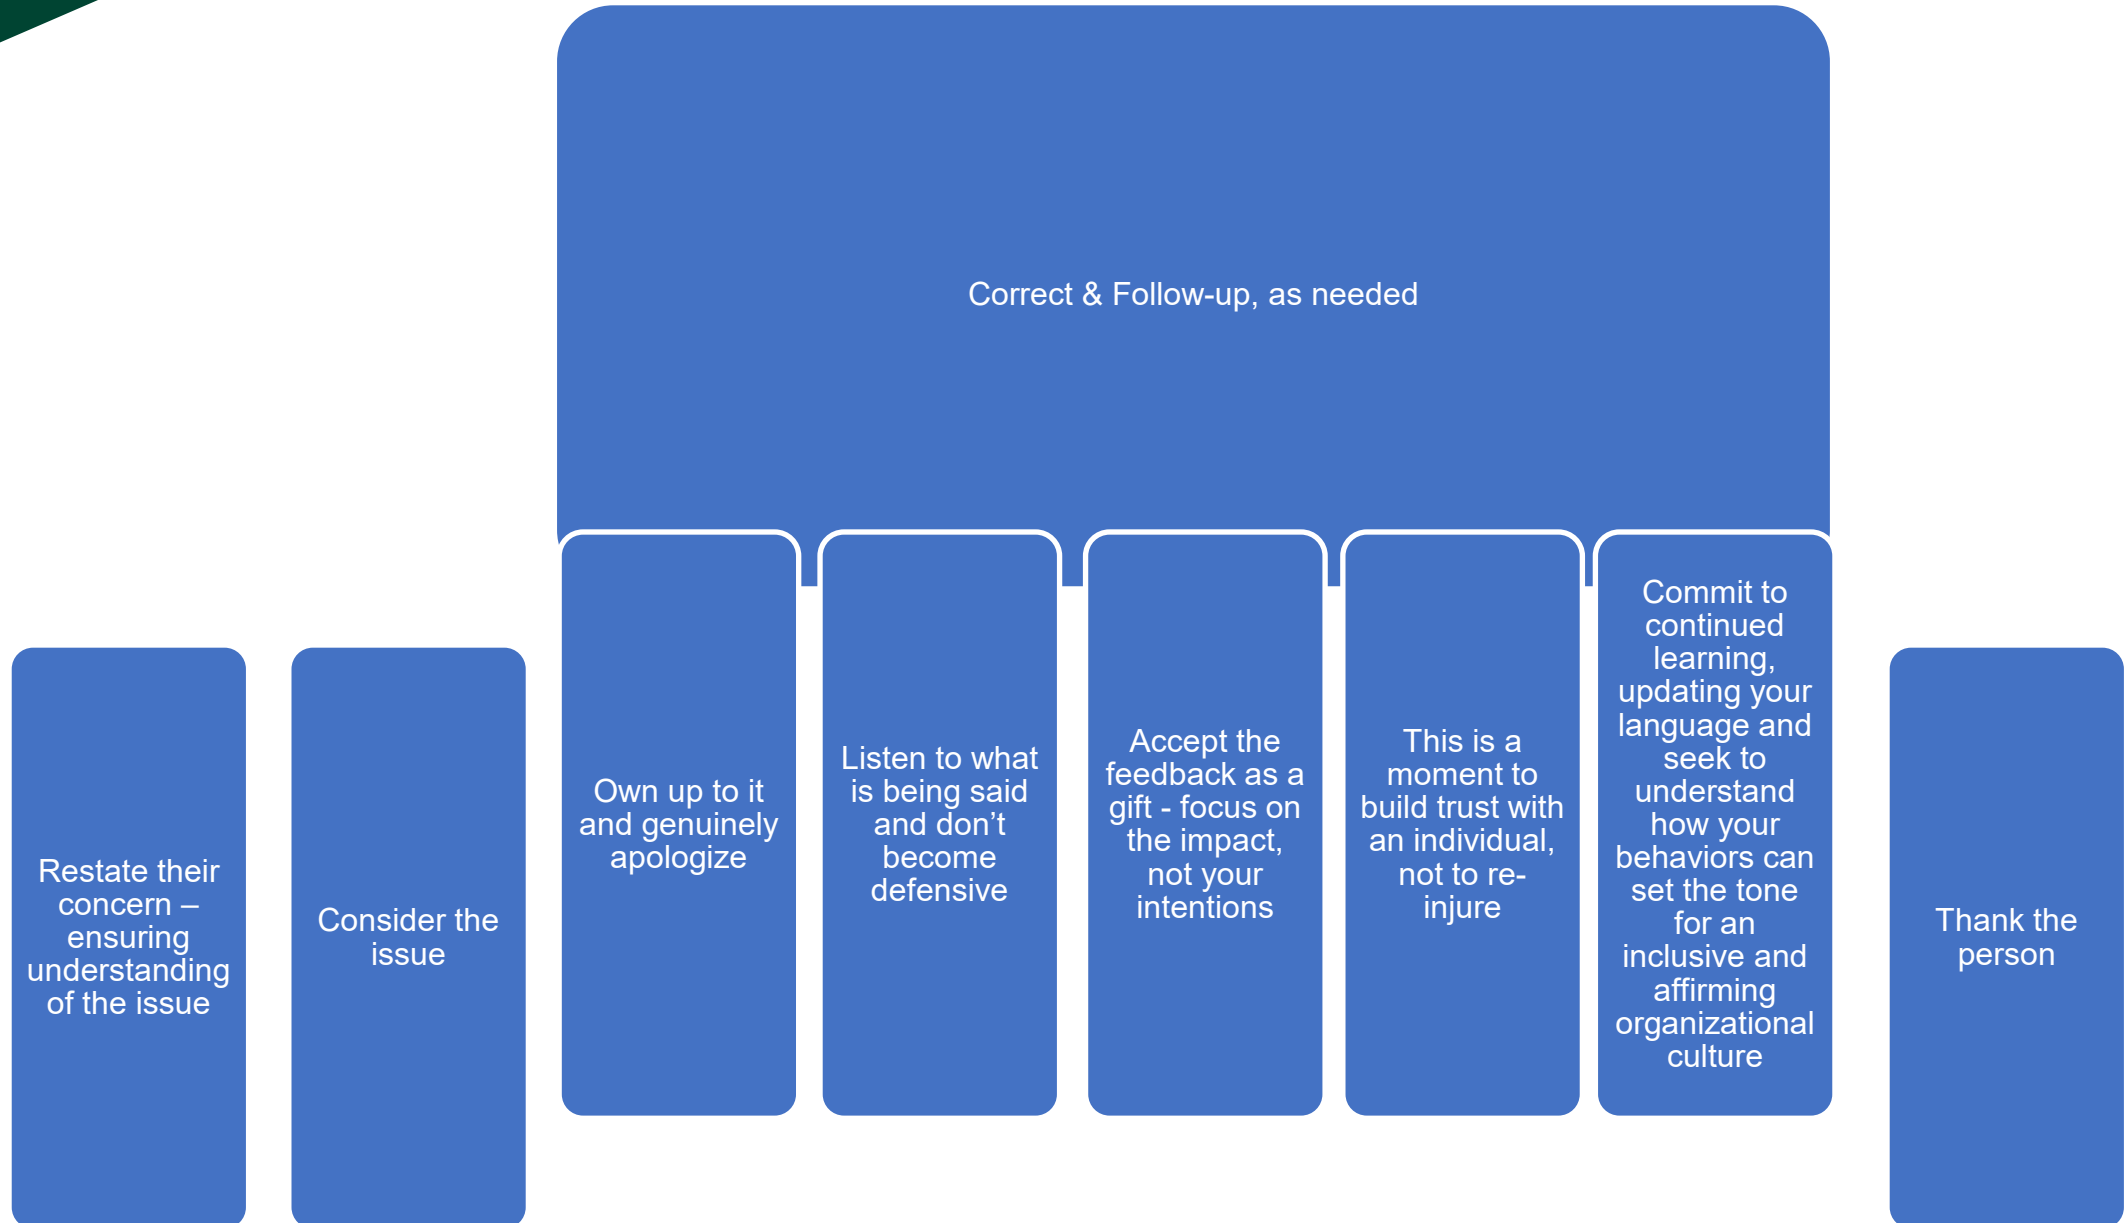 Correct & Follow-up, as needed
Restate their
concern –
ensuring
understanding
of the issue
Consider the
issue
Own up to it
and genuinely
apologize
Listen to what
is being said
and don’t
become
defensive
Accept the
feedback as a
gift - focus on
the impact,
not your
intentions
This is a
moment to
build trust with
an individual,
not to re-
injure
Commit to
continued
learning,
updating your
language and
seek to
understand
how your
behaviors can
set the tone
for an
inclusive and
affirming
organizational
culture
Thank the
person